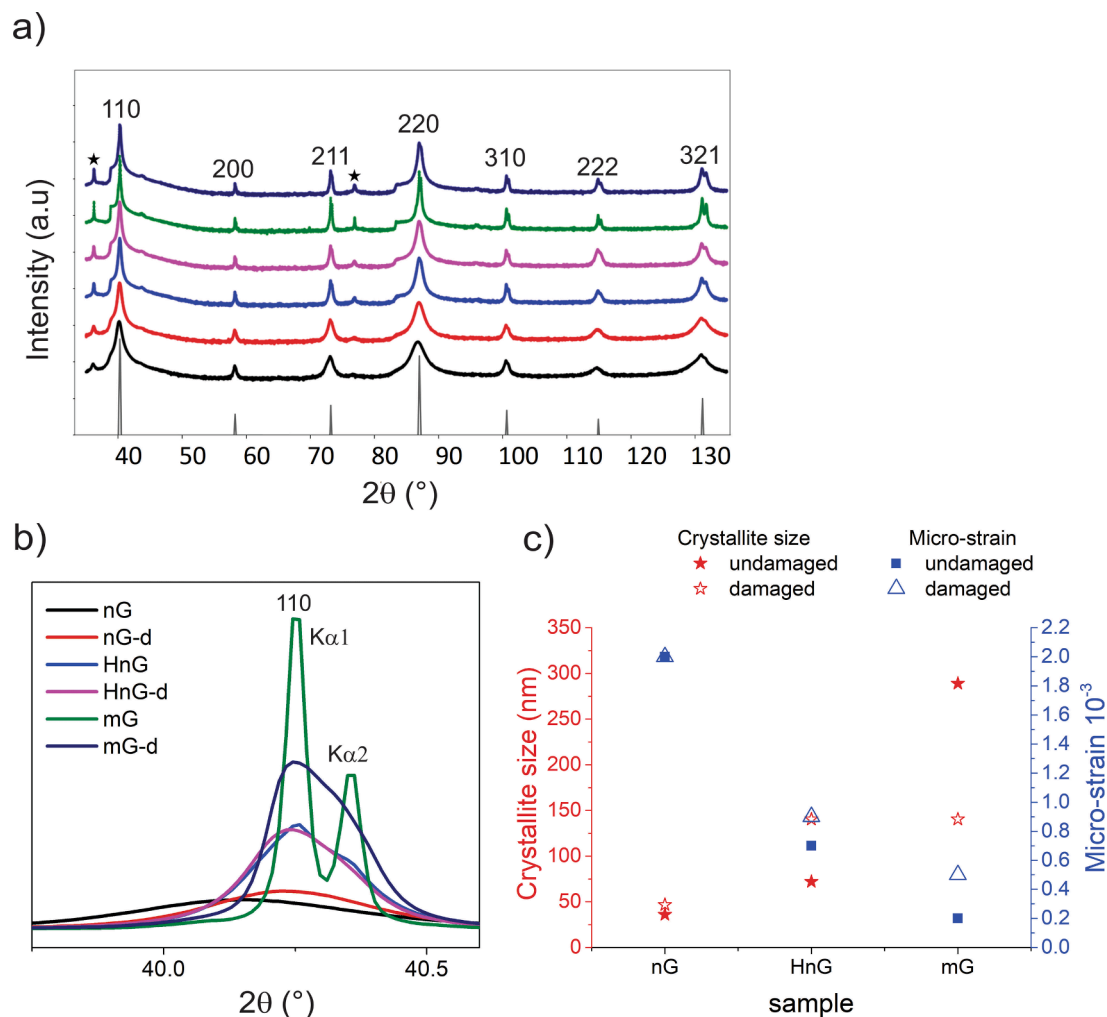 a)
110
200
211
220
310
222
321
Intensity (a.u)
40 50 60 70 80 90 100 110 120 130
2θ (°)
b)
nG
nG-d
HnG
HnG-d
mG
mG-d
110
Kα1
Kα2
40.0 40.5
2θ (°)
c)
Crystallite size Micro-strain
undamaged undamaged
damaged damaged
350
300
250
200
150
100
50
0
Crystallite size (nm)
2.2
2.0
1.8
1.6
1.4
1.2
1.0
0.8
0.6
0.4
0.2
0.0
Micro-strain 10⁻³
nG HnG mG
sample